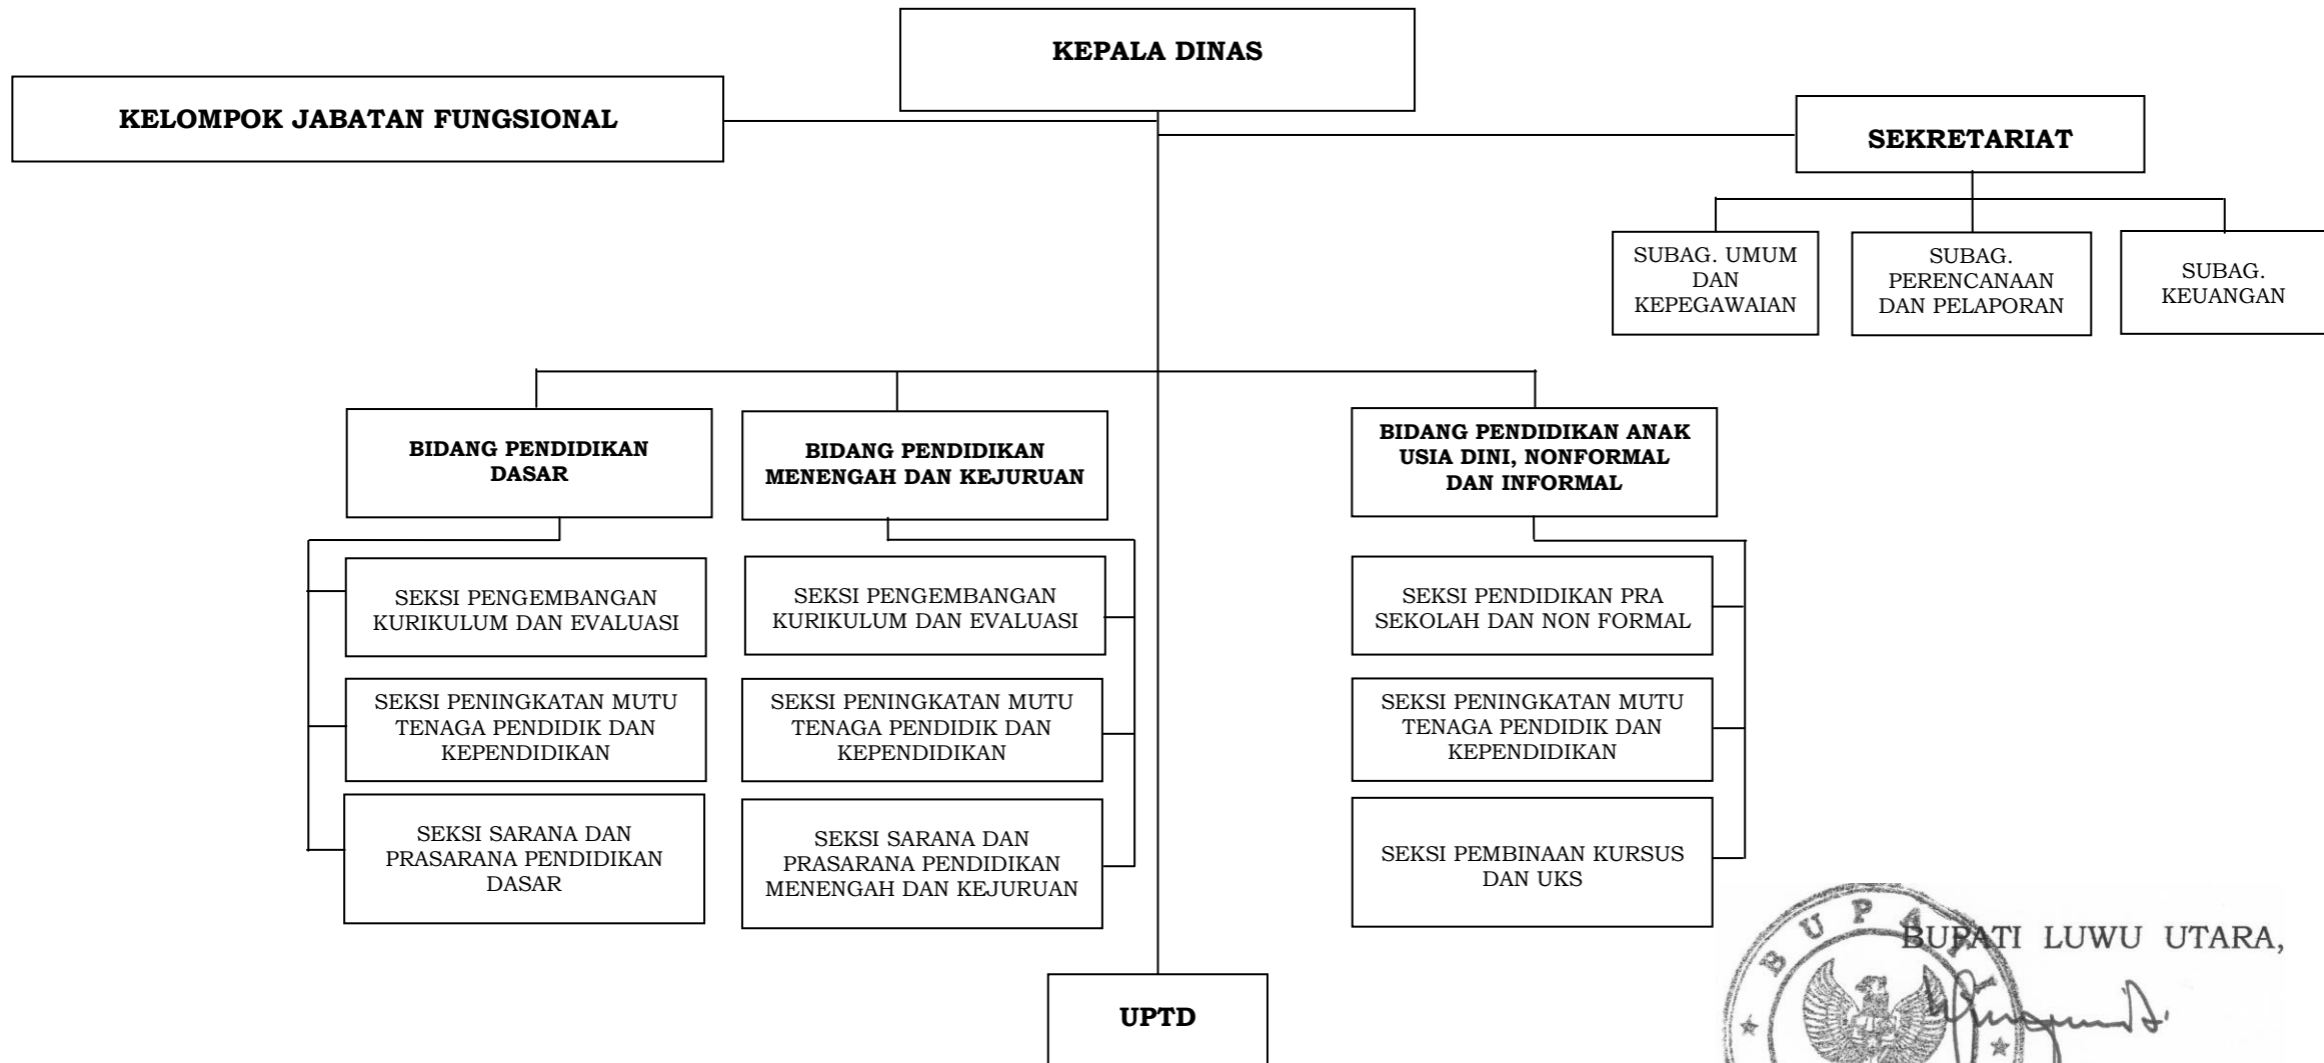 KEPALA DINAS
KELOMPOK JABATAN FUNGSIONAL
SEKRETARIAT
SUBAG. UMUM
DAN
KEPEGAWAIAN
SUBAG.
PERENCANAAN
DAN PELAPORAN
SUBAG.
KEUANGAN
BIDANG PENDIDIKAN
DASAR
BIDANG PENDIDIKAN
MENENGAH DAN KEJURUAN
BIDANG PENDIDIKAN ANAK
USIA DINI, NONFORMAL
DAN INFORMAL
SEKSI PENGEMBANGAN
KURIKULUM DAN EVALUASI
SEKSI PENINGKATAN MUTU
TENAGA PENDIDIK DAN
KEPENDIDIKAN
SEKSI SARANA DAN
PRASARANA PENDIDIKAN
DASAR
SEKSI PENGEMBANGAN
KURIKULUM DAN EVALUASI
SEKSI PENINGKATAN MUTU
TENAGA PENDIDIK DAN
KEPENDIDIKAN
SEKSI SARANA DAN
PRASARANA PENDIDIKAN
MENENGAH DAN KEJURUAN
SEKSI PENDIDIKAN PRA
SEKOLAH DAN NON FORMAL
SEKSI PENINGKATAN MUTU
TENAGA PENDIDIK DAN
KEPENDIDIKAN
SEKSI PEMBINAAN KURSUS
DAN UKS
UPTD
BUPATI LUWU UTARA,
BUPATI